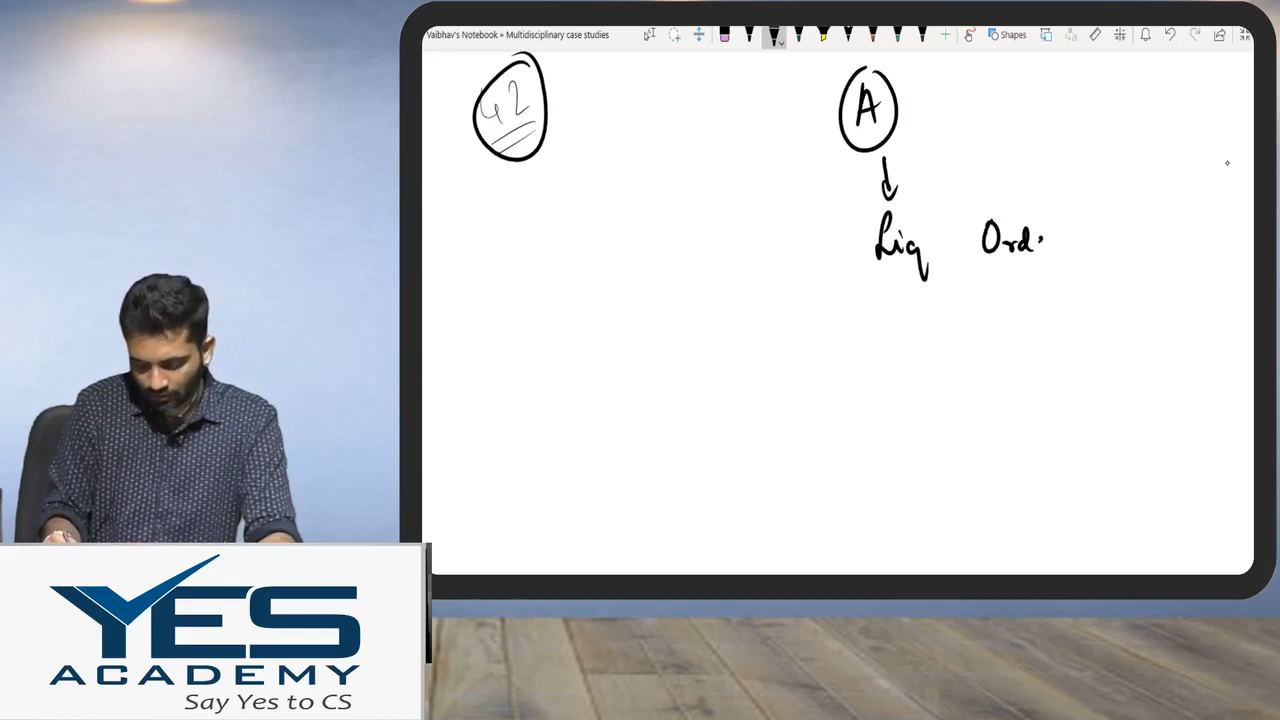 Vaibhav's Notebook » Multidisciplinary case studies
Shapes
42
A
Liq Ord.
YES
ACADEMY
Say Yes to CS